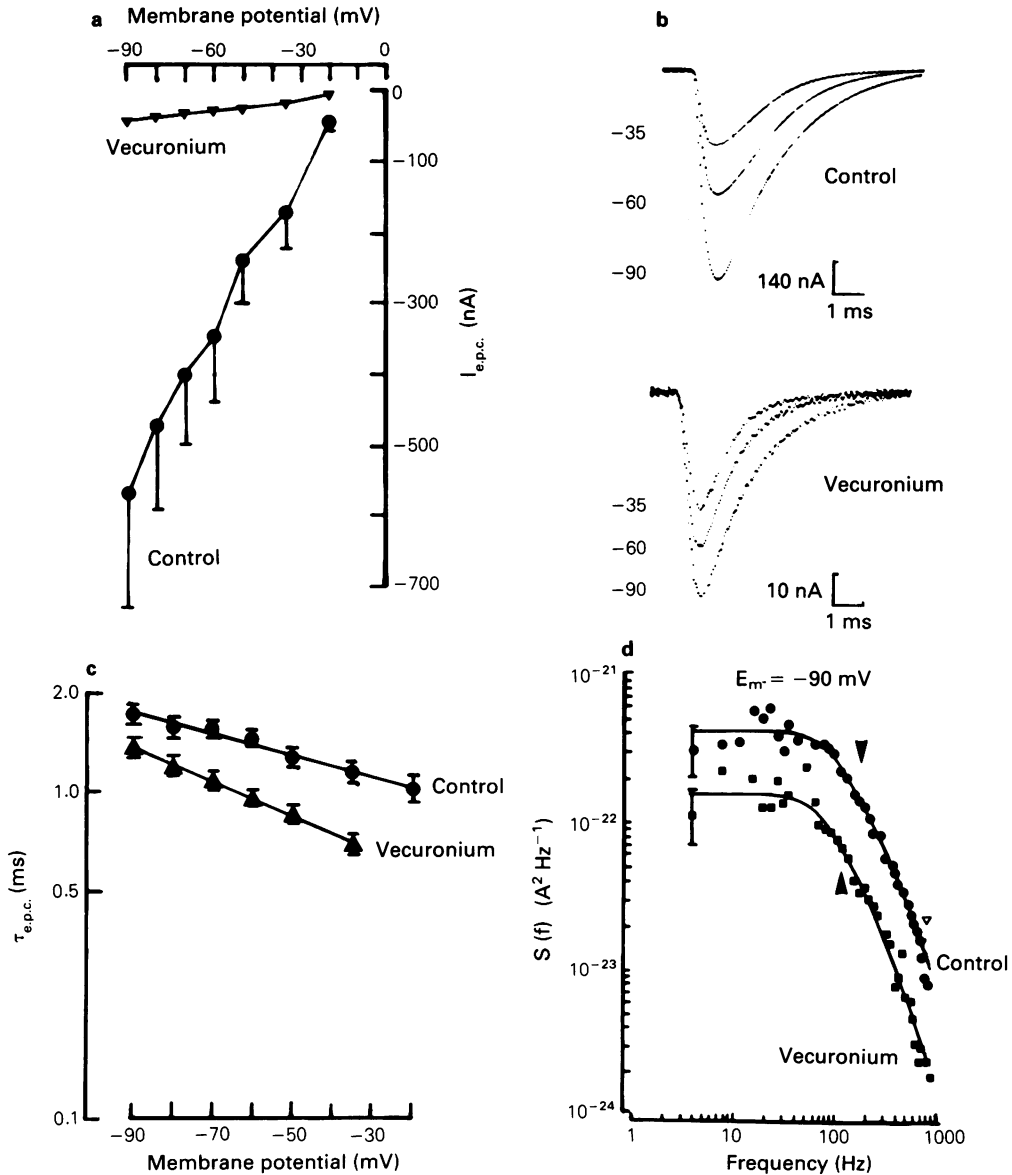 a
Membrane potential (mV)
−90 −60 −30 0
0
−100
−300
−500
−700
I e.p.c. (nA)
Vecuronium
Control
b
−35
−60
−90
Control
140 nA
1 ms
−35
−60
−90
Vecuronium
10 nA
1 ms
c
2.0
1.0
0.5
0.1
τ e.p.c. (ms)
Control
Vecuronium
−90 −70 −50 −30
Membrane potential (mV)
d
Em- = −90 mV
10−21
10−22
10−23
10−24
S (f) (A2 Hz−1)
Control
Vecuronium
1 10 100 1000
Frequency (Hz)